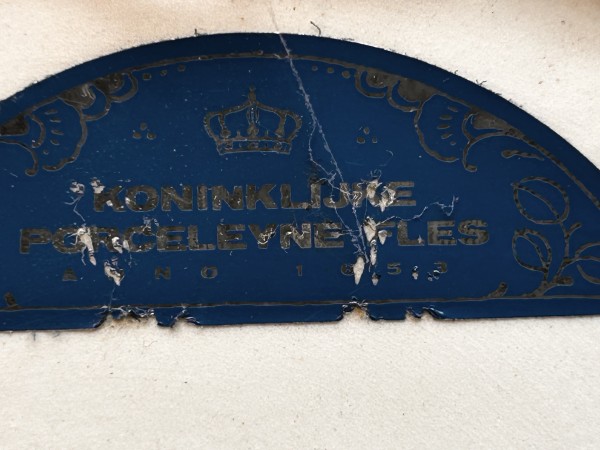 KONINKLIJKE
PORCELEYNE FLES
ANNO 1653